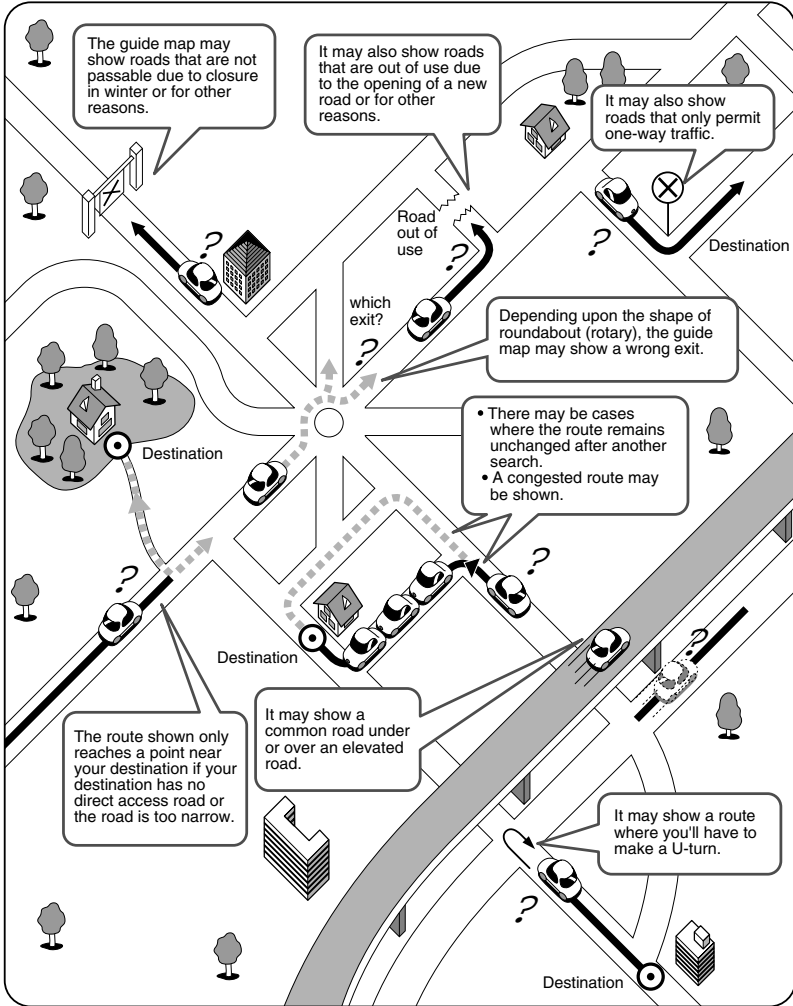 The guide map may
show roads that are not
passable due to closure
in winter or for other
reasons.
It may also show roads
that are out of use due
to the opening of a new
road or for other
reasons.
It may also show
roads that only permit
one-way traffic.
Road
out of
use
Destination
which
exit?
Depending upon the shape of
roundabout (rotary), the guide
map may show a wrong exit.
• There may be cases
where the route remains
unchanged after another
search.
• A congested route may
be shown.
Destination
Destination
The route shown only
reaches a point near
your destination if your
destination has no
direct access road or
the road is too narrow.
It may show a
common road under
or over an elevated
road.
It may show a route
where you'll have to
make a U-turn.
Destination
?
?
?
?
?
?
?
?